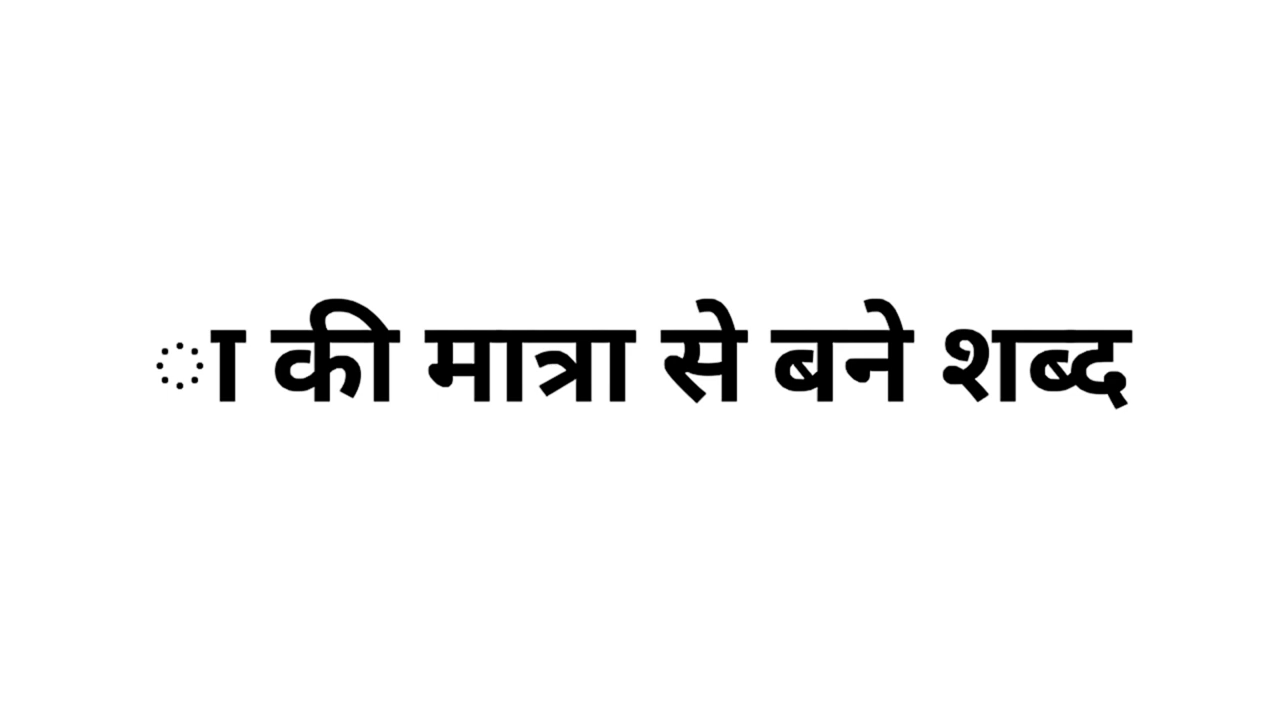 ा की मात्रा से बने शब्द